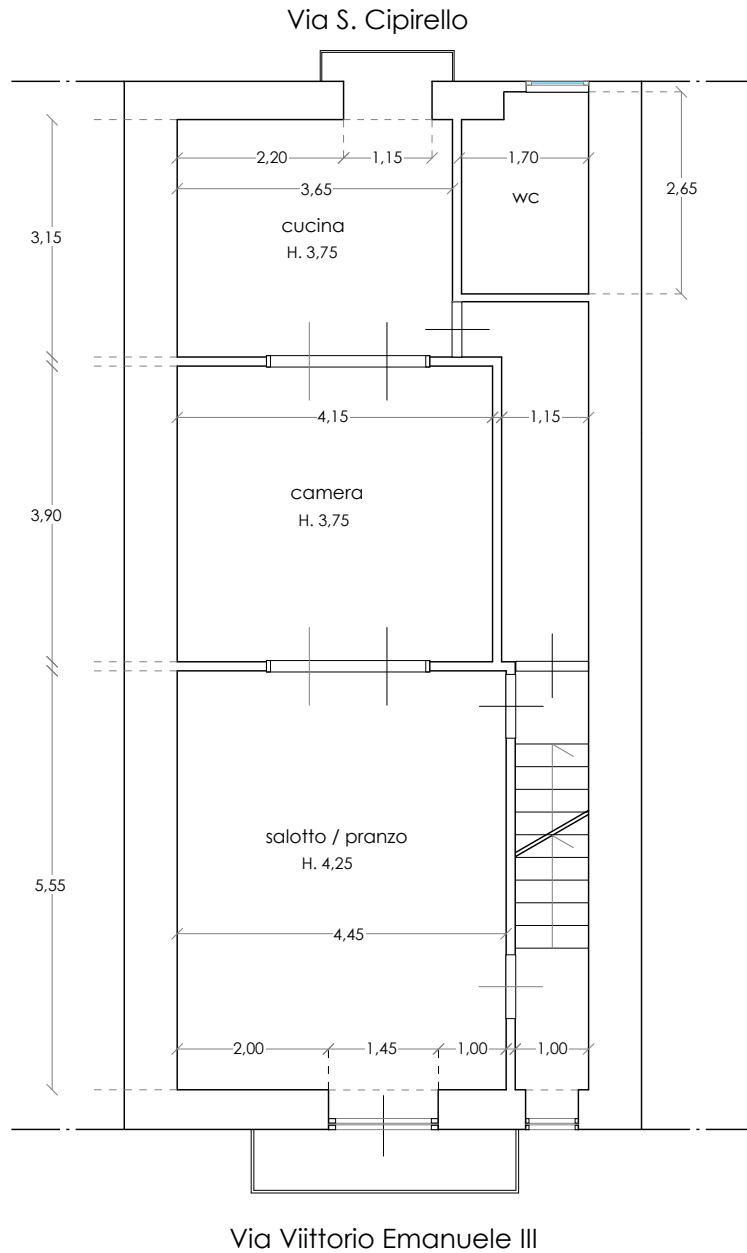 Via S. Cipirello
2,20
1,15
1,70
3,65
2,65
wc
cucina
H. 3,75
3,15
4,15
1,15
camera
H. 3,75
3,90
salotto / pranzo
H. 4,25
5,55
4,45
2,00
1,45
1,00
1,00
Via Viittorio Emanuele III